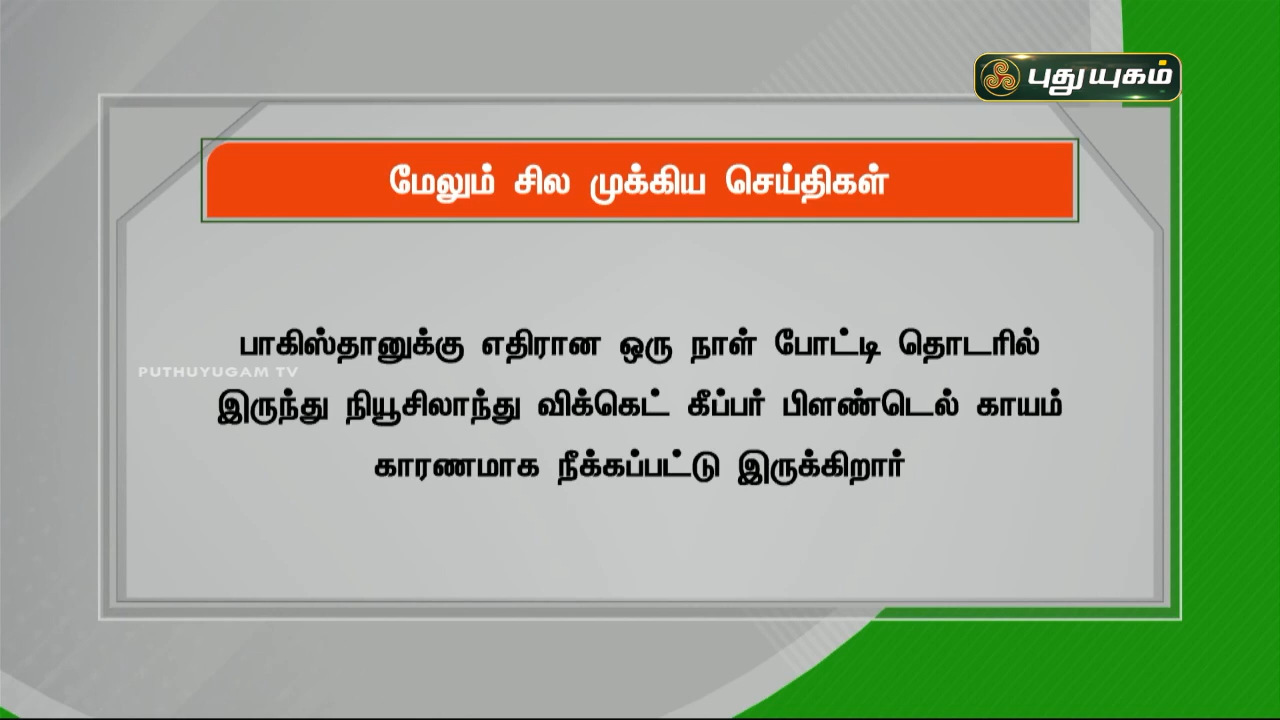 புதுயுகம்
மேலும் சில முக்கிய செய்திகள்
பாகிஸ்தானுக்கு எதிரான ஒரு நாள் போட்டி தொடரில்
PUTHUYUGAM TV
இருந்து நியூசிலாந்து விக்கெட் கீப்பர் பிளண்டெல் காயம்
காரணமாக நீக்கப்பட்டு இருக்கிறார்